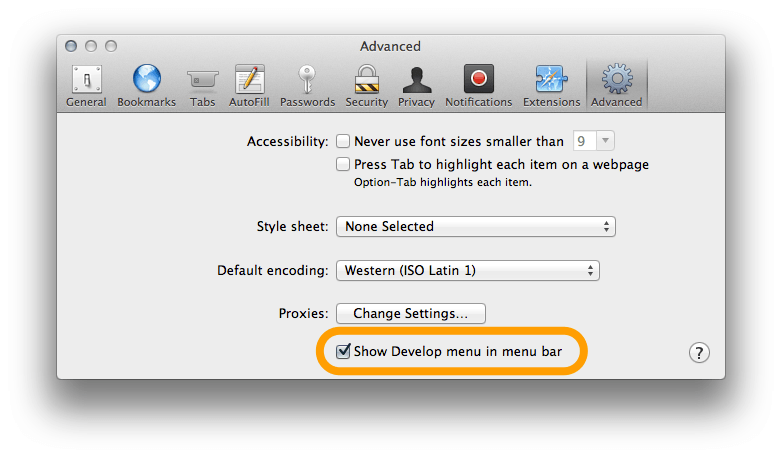 Advanced
General Bookmarks Tabs AutoFill Passwords Security Privacy Notifications Extensions Advanced
Accessibility: Never use font sizes smaller than 9
Press Tab to highlight each item on a webpage
Option-Tab highlights each item.
Style sheet: None Selected
Default encoding: Western (ISO Latin 1)
Proxies: Change Settings...
Show Develop menu in menu bar ?